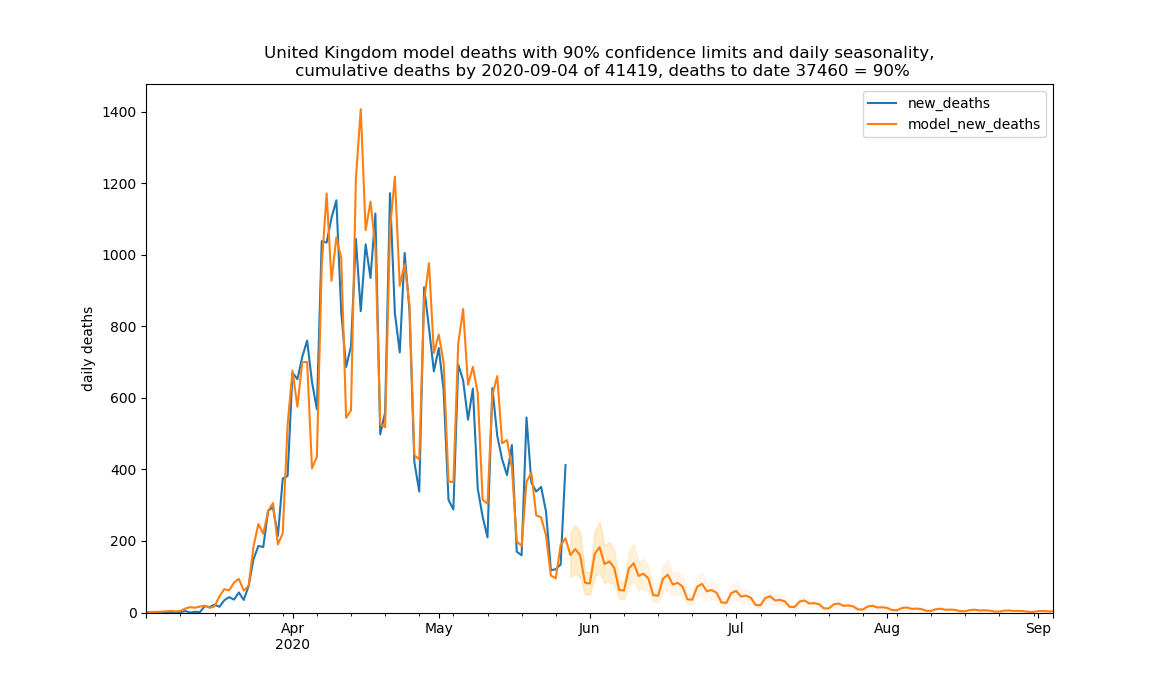 United Kingdom model deaths with 90% confidence limits and daily seasonality,
cumulative deaths by 2020-09-04 of 41419, deaths to date 37460 = 90%
new_deaths
model_new_deaths
daily deaths
1400
1200
1000
800
600
400
200
0
Apr
2020
May
Jun
Jul
Aug
Sep